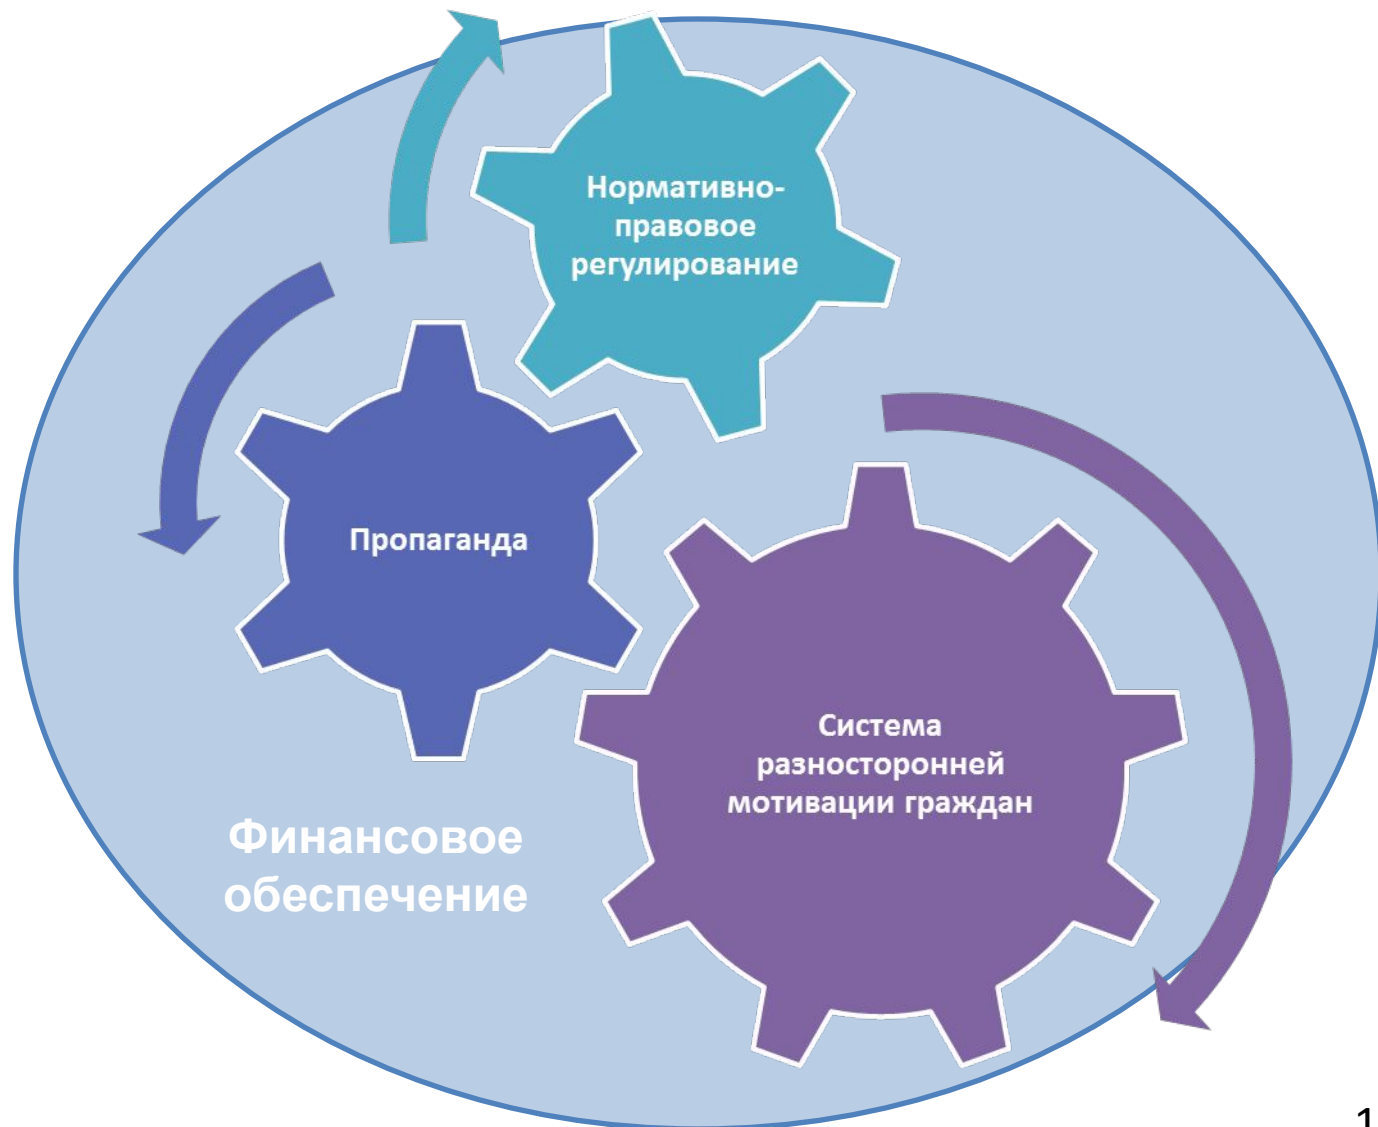 Нормативно-
правовое
регулирование
Пропаганда
Система
разносторонней
мотивации граждан
Финансовое
обеспечение
1